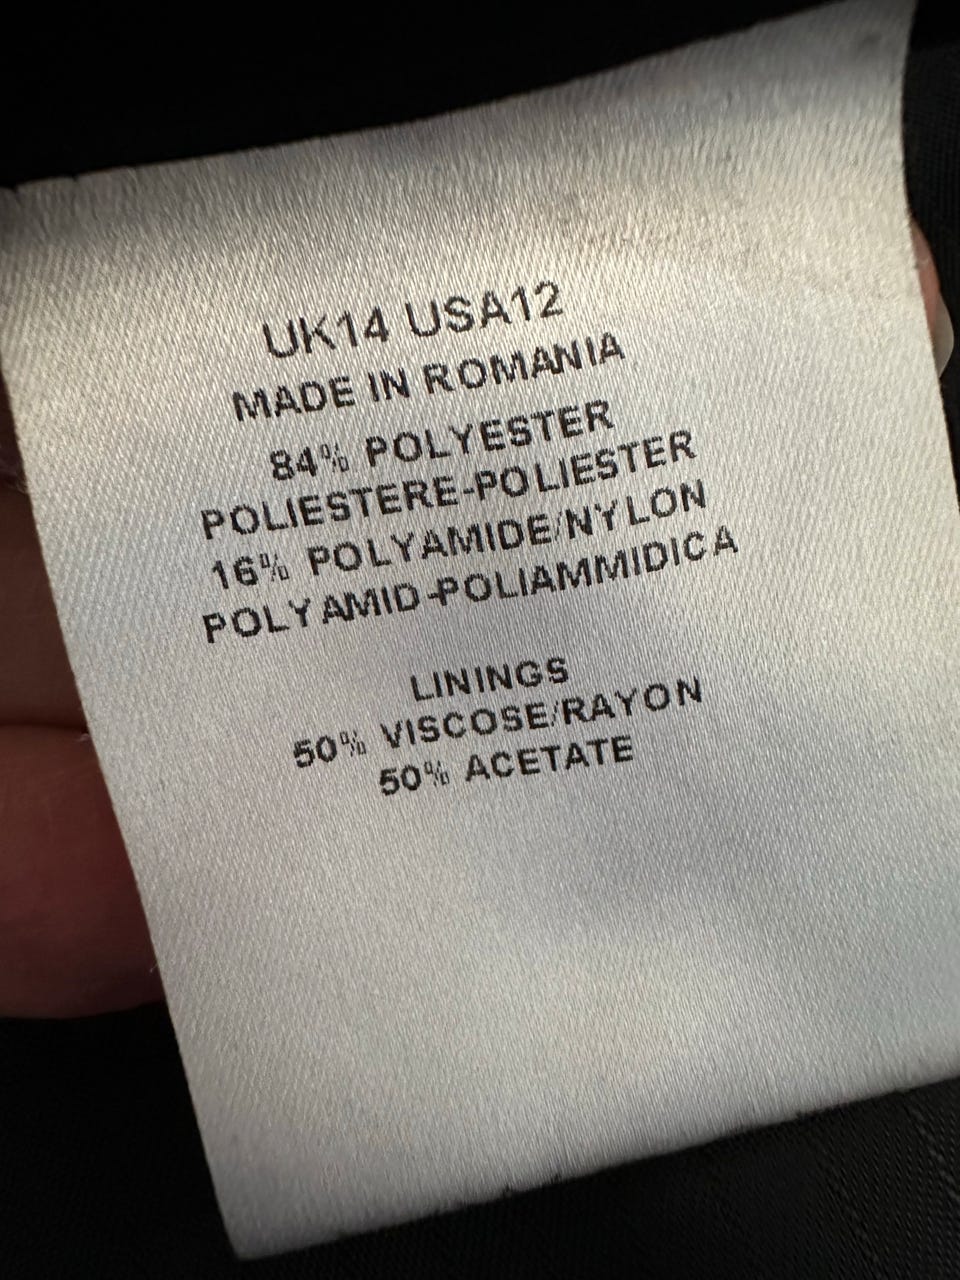 UK14 USA12
MADE IN ROMANIA
84% POLYESTER
POLIESTERE-POLIESTER
16% POLYAMIDE/NYLON
POLYAMID-POLIAMMIDICA
LININGS
50% VISCOSE/RAYON
50% ACETATE